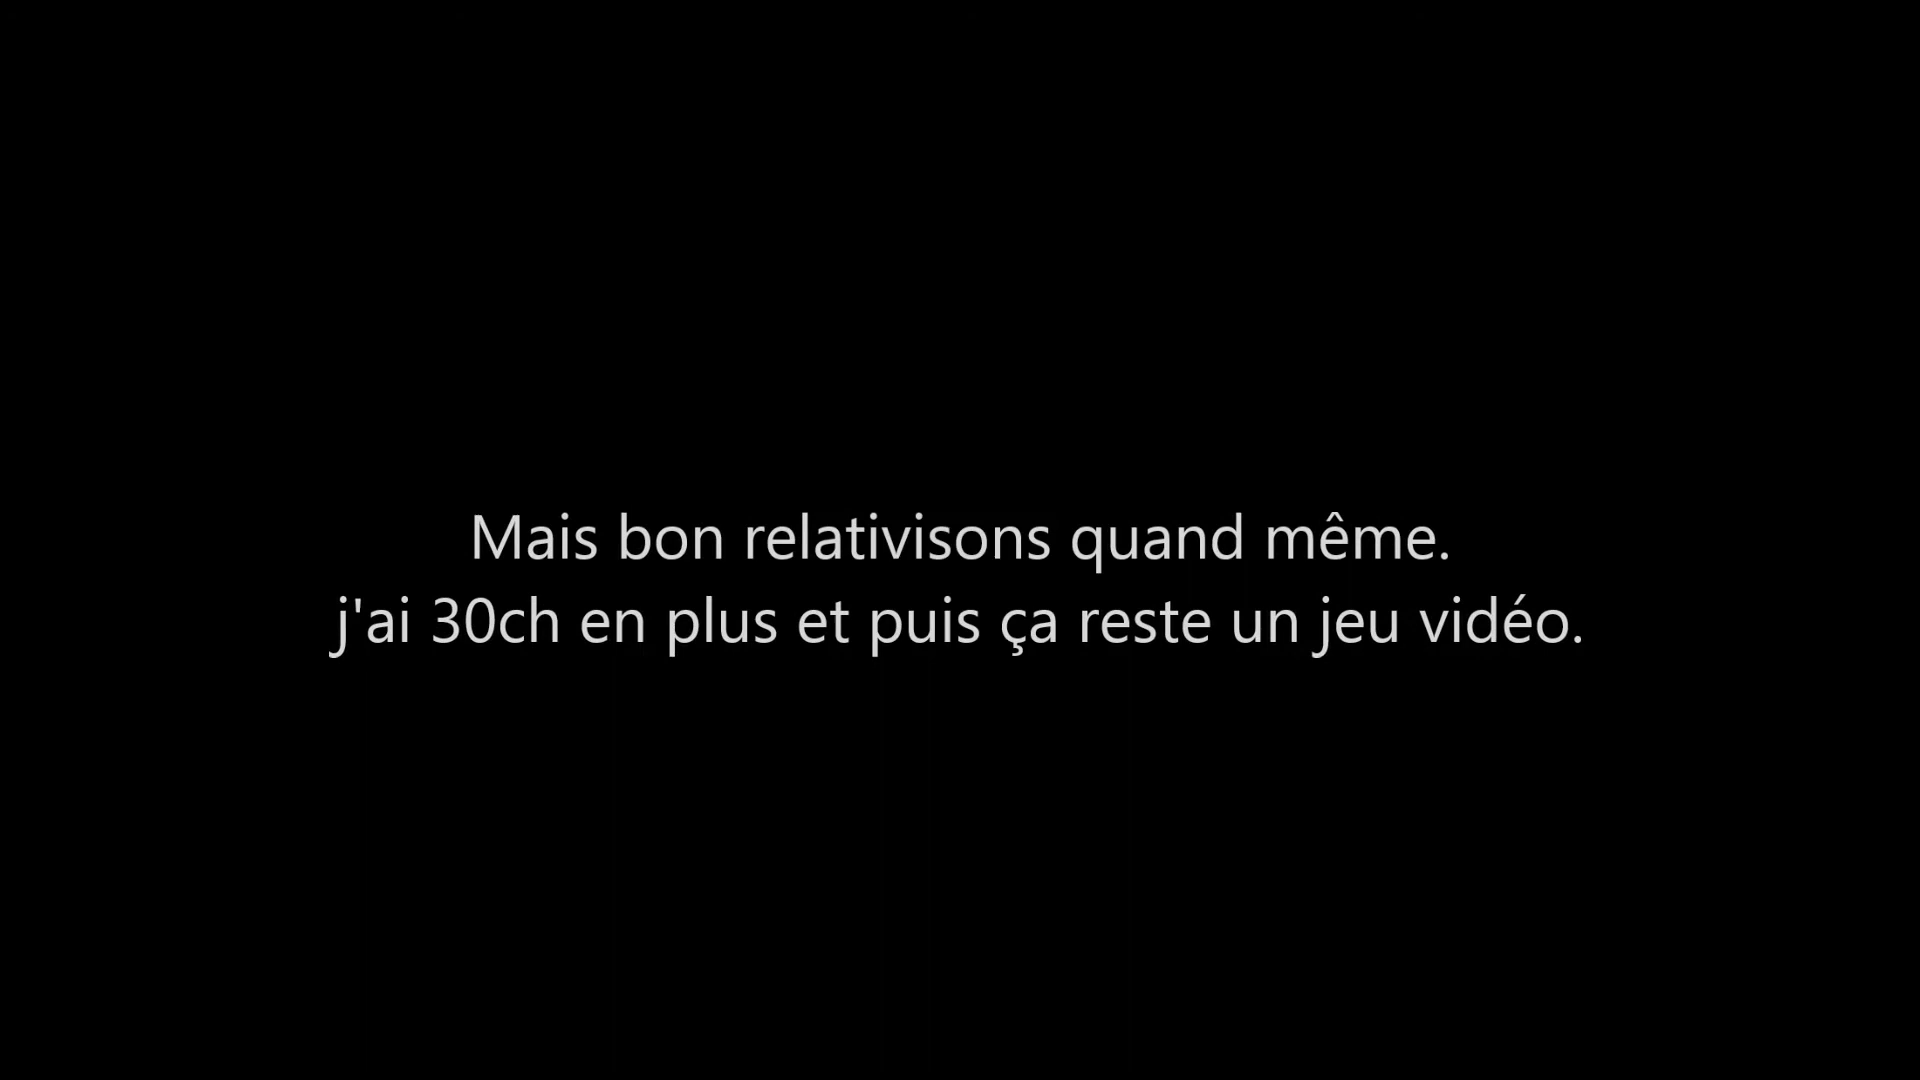 Mais bon relativisons quand même.
j'ai 30ch en plus et puis ça reste un jeu vidéo.